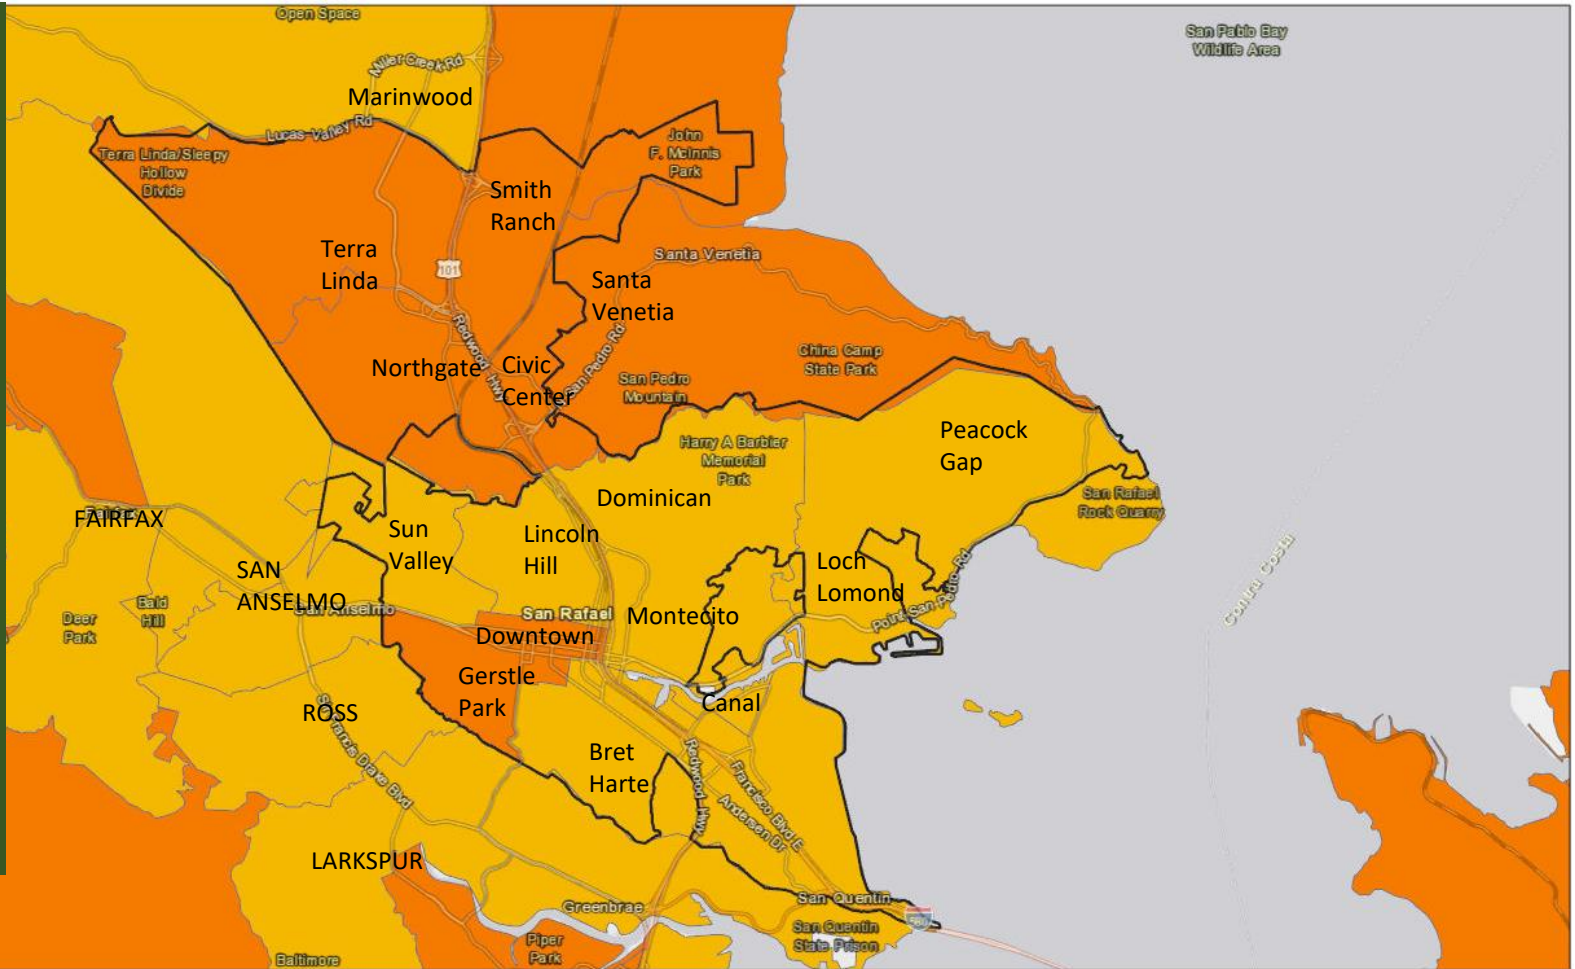 Open Space
San Pablo Bay
Wildlife Area
Miller Creek Rd
Marinwood
Lucas Valley Rd
John
F. McInnis
Park
Terra Linda/Sleepy
Hollow
Divide
Smith
Ranch
Terra
Linda
101
Santa Venetia
Santa
Venetia
Redwood Hwy
Northgate
Civic
Center
San Pedro Rd
San Pedro
Mountain
China Camp
State Park
Peacock
Gap
Harry A Barbier
Memorial
Park
Dominican
San Rafael
Rock Quarry
FAIRFAX
Sun
Valley
Lincoln
Hill
SAN
ANSELMO
San Anselmo
Loch
Lomond
Point San Pedro Rd
Contra Costa
Deer
Park
Bald
Hill
San Rafael
Downtown
Montecito
Gerstle
Park
Canal
ROSS
Sir Francis Drake Blvd
Bret
Harte
Redwood Hwy
Francisco Blvd E
Andersen Dr
LARKSPUR
Greenbrae
San Quentin
580
San Quentin
State Prison
Piper
Park
Baltimore